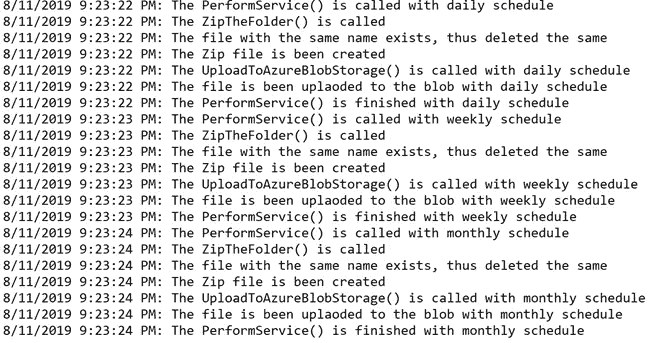 8/11/2019 9:23:22 PM: The PerformService() is called with daily schedule
8/11/2019 9:23:22 PM: The ZipTheFolder() is called
8/11/2019 9:23:22 PM: The file with the same name exists, thus deleted the same
8/11/2019 9:23:22 PM: The Zip file is been created
8/11/2019 9:23:22 PM: The UploadToAzureBlobStorage() is called with daily schedule
8/11/2019 9:23:22 PM: The file is been uplaoded to the blob with daily schedule
8/11/2019 9:23:22 PM: The PerformService() is finished with daily schedule
8/11/2019 9:23:23 PM: The PerformService() is called with weekly schedule
8/11/2019 9:23:23 PM: The ZipTheFolder() is called
8/11/2019 9:23:23 PM: The file with the same name exists, thus deleted the same
8/11/2019 9:23:23 PM: The Zip file is been created
8/11/2019 9:23:23 PM: The UploadToAzureBlobStorage() is called with weekly schedule
8/11/2019 9:23:23 PM: The file is been uplaoded to the blob with weekly schedule
8/11/2019 9:23:23 PM: The PerformService() is finished with weekly schedule
8/11/2019 9:23:24 PM: The PerformService() is called with monthly schedule
8/11/2019 9:23:24 PM: The ZipTheFolder() is called
8/11/2019 9:23:24 PM: The file with the same name exists, thus deleted the same
8/11/2019 9:23:24 PM: The Zip file is been created
8/11/2019 9:23:24 PM: The UploadToAzureBlobStorage() is called with monthly schedule
8/11/2019 9:23:24 PM: The file is been uplaoded to the blob with monthly schedule
8/11/2019 9:23:24 PM: The PerformService() is finished with monthly schedule